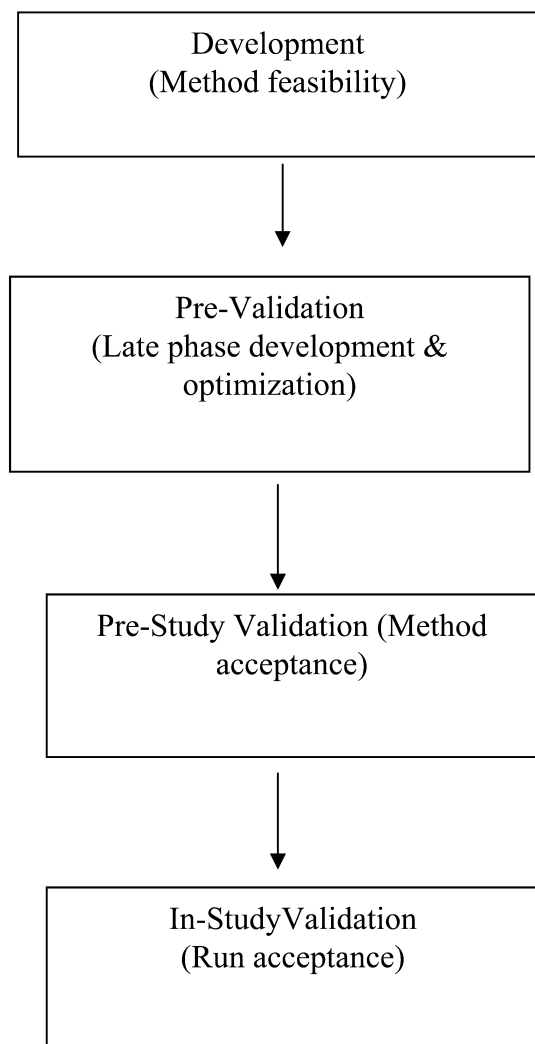 Development
(Method feasibility)
Pre-Validation
(Late phase development &
optimization)
Pre-Study Validation (Method
acceptance)
In-StudyValidation
(Run acceptance)